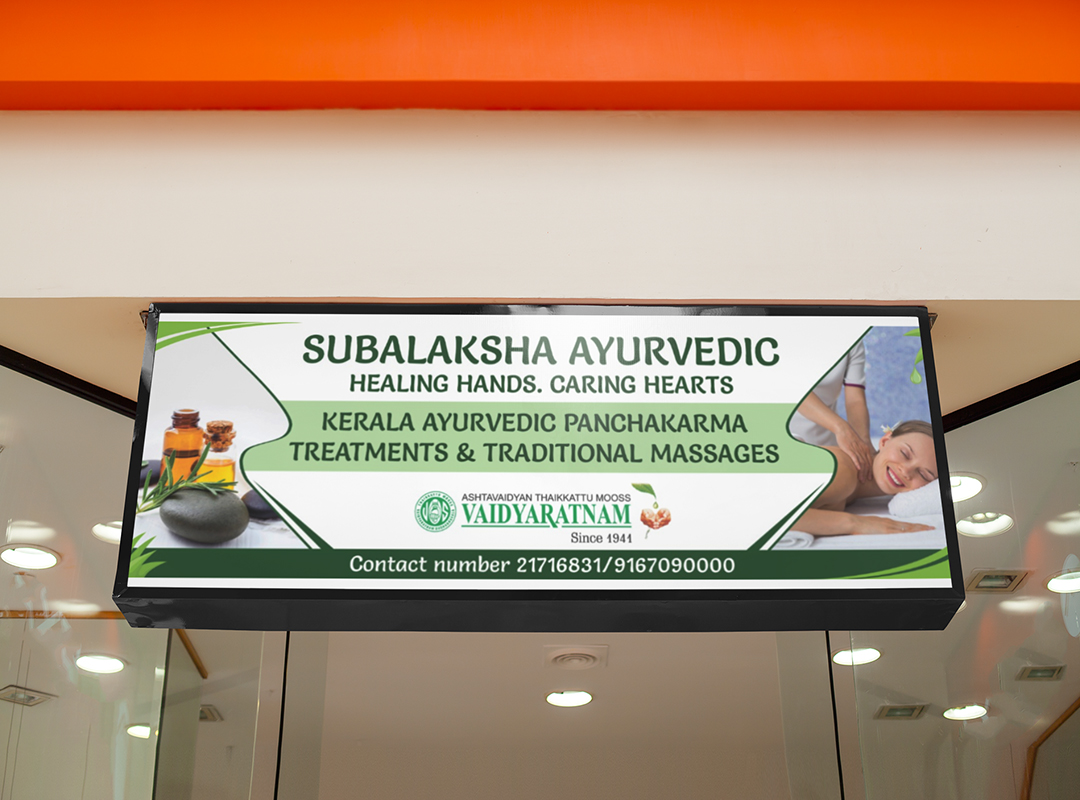 SUBALAKSHA AYURVEDIC
HEALING HANDS. CARING HEARTS
KERALA AYURVEDIC PANCHAKARMA
TREATMENTS & TRADITIONAL MASSAGES
ASHTAVAIDYAN THAIKKATTU MOOSS
VAIDYARATNAM
Since 1941
Contact number 21716831/9167090000